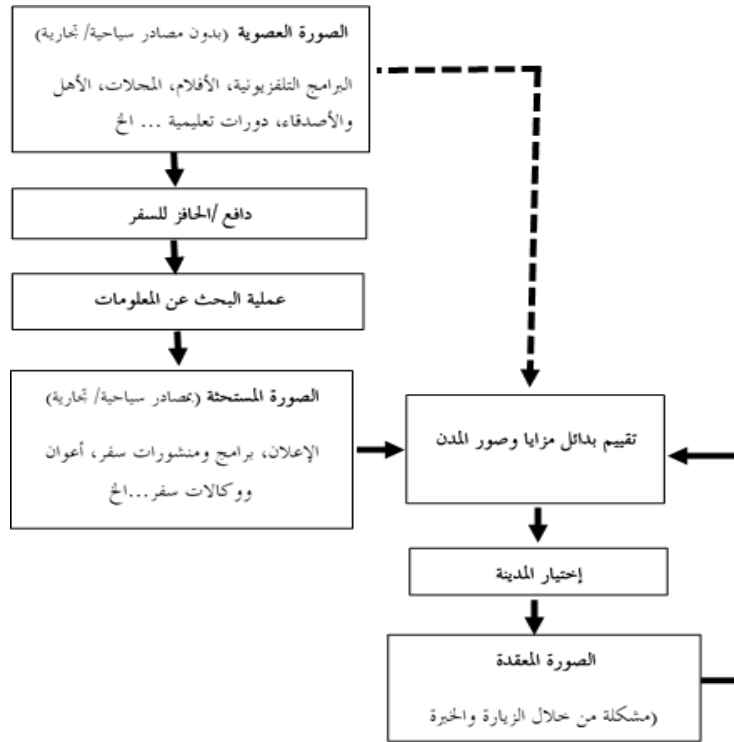 الصورة العصوية (بدون مصادر سياحية/ تجارية)
البرامج التلفزيونية، الأفلام، المجلات، الأهل
والأصدقاء، دورات تعليمية ... الخ
دافع /الحافز للسفر
عملية البحث عن المعلومات
الصورة المستحثة (بمصادر سياحية/ تجارية)
الإعلان، برامج ومنشورات سفر، أعوان
ووكالات سفر...الخ
تقييم بدائل مزايا وصور المدن
إختيار المدينة
الصورة المعقدة
(مشكلة من خلال الزيارة والخبرة